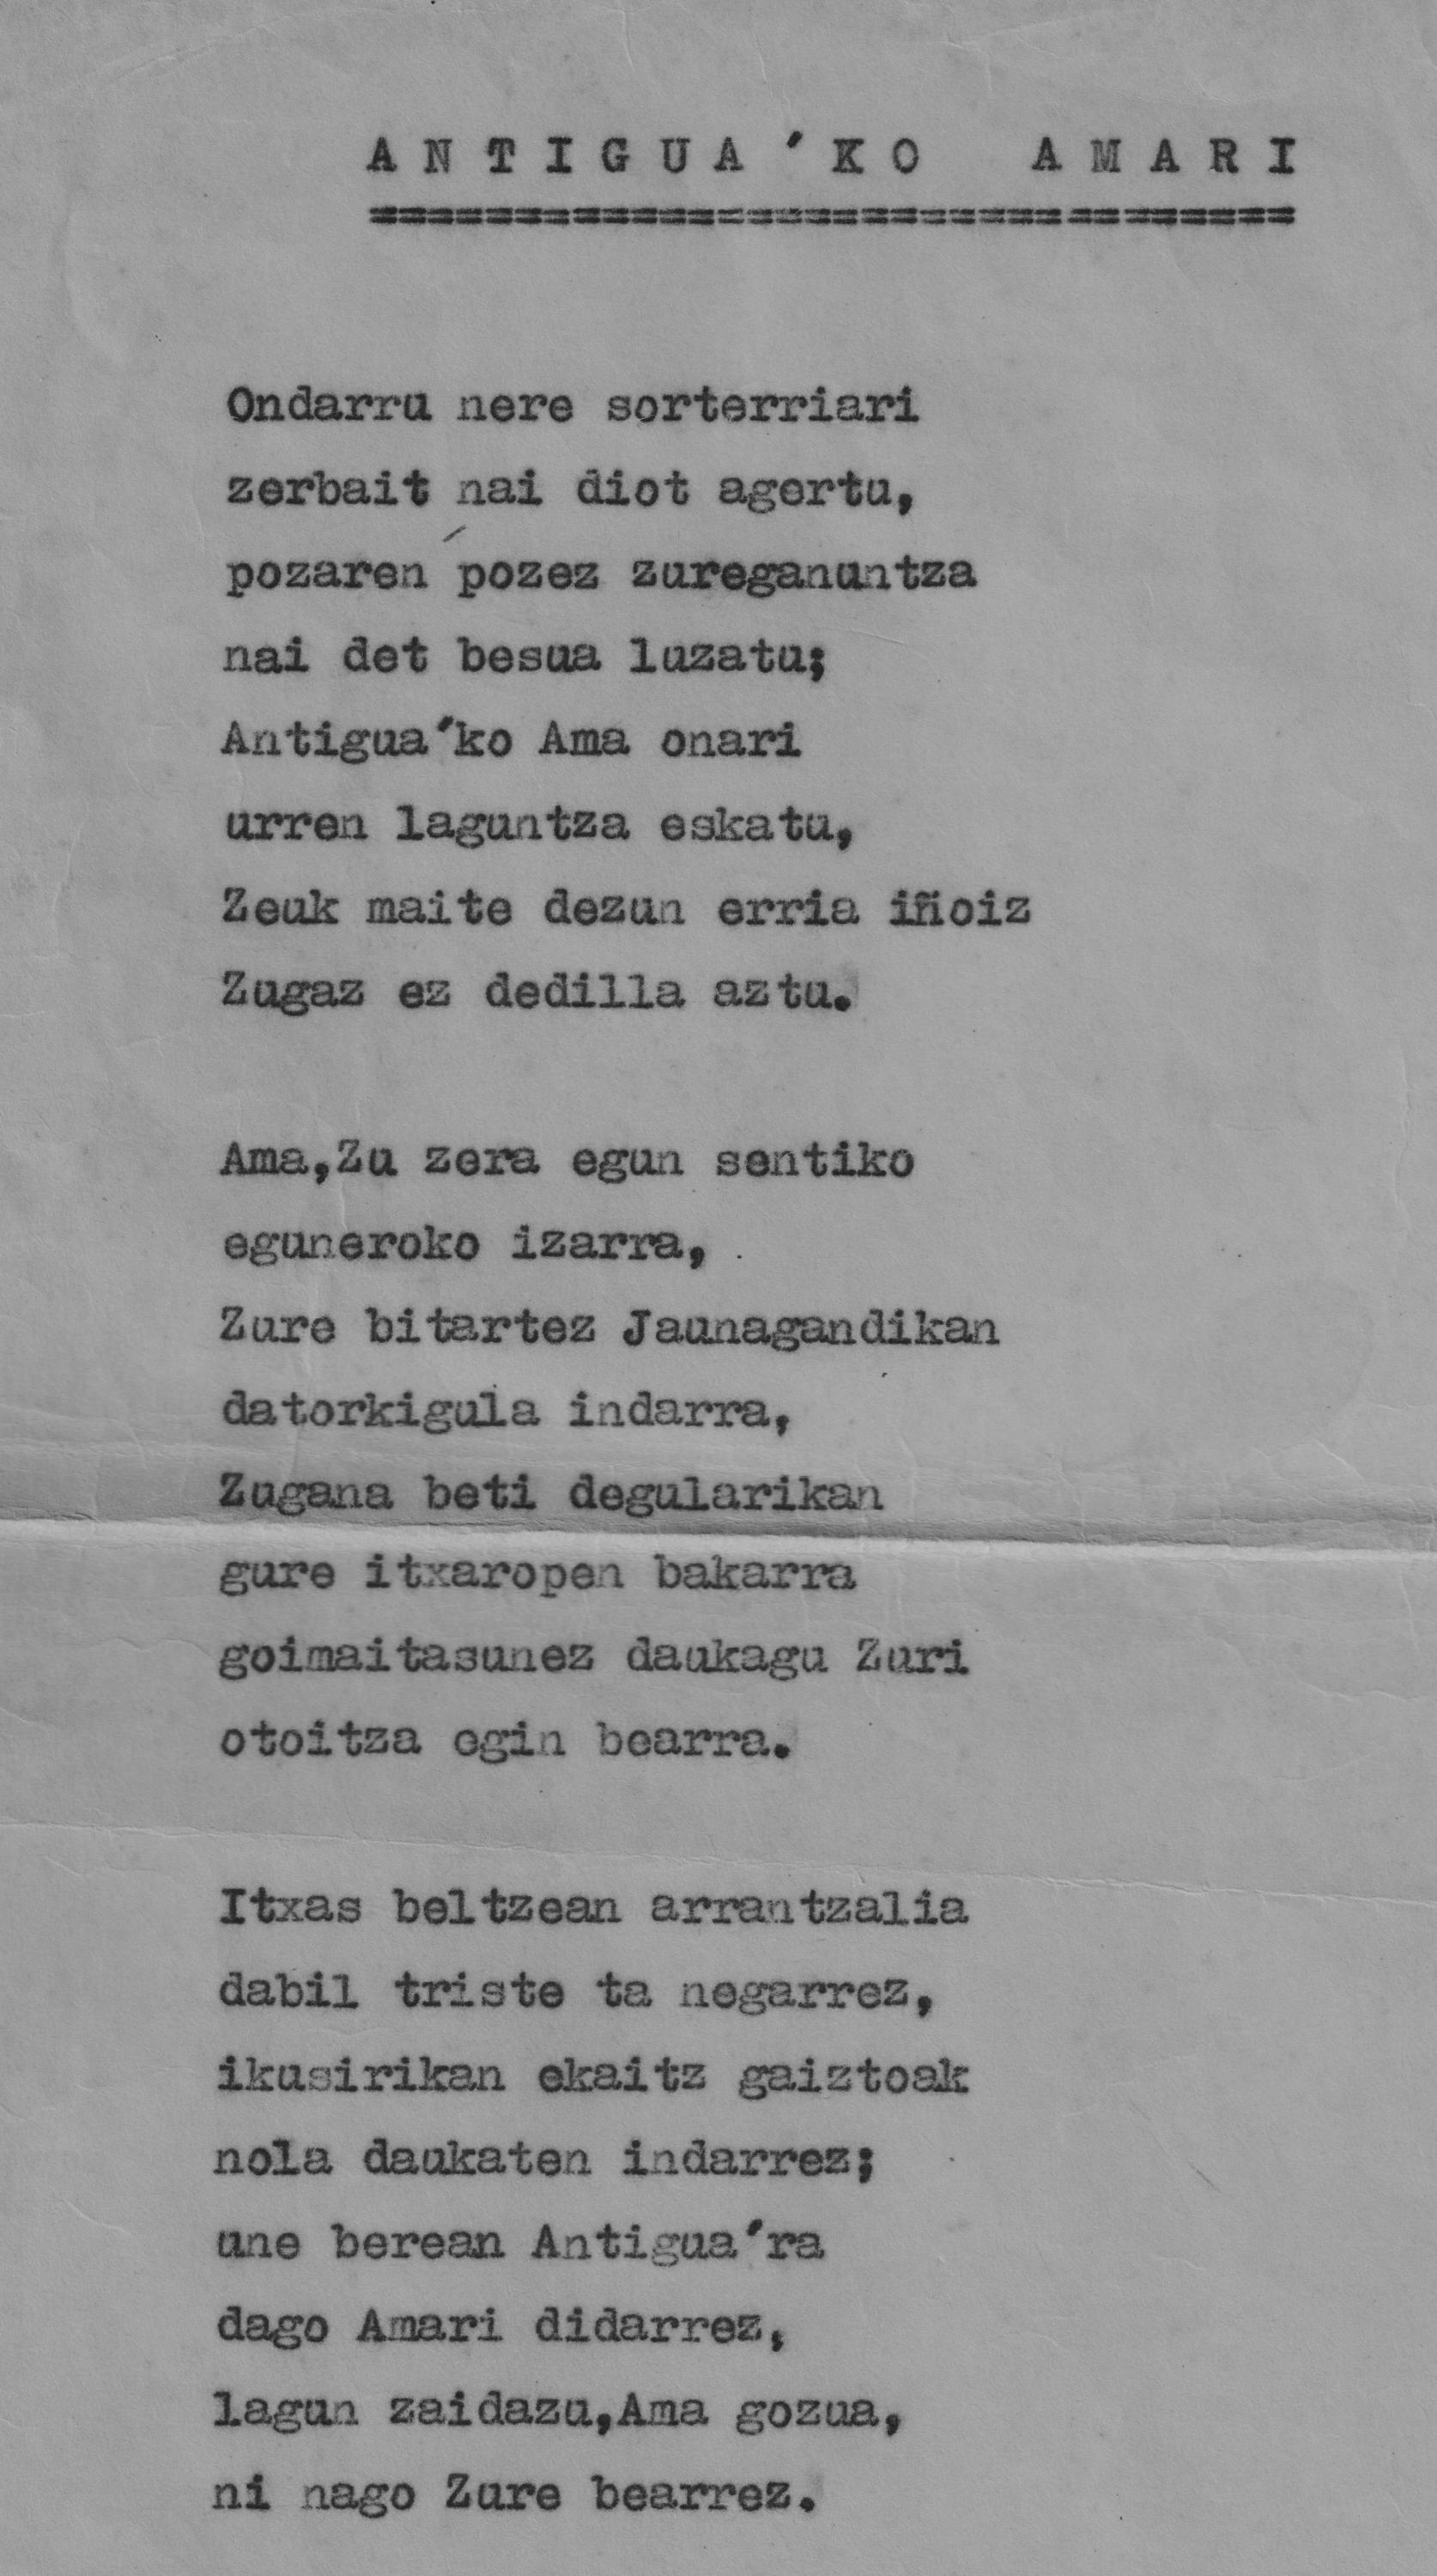 ANTIGUA'KO AMARI
================================
Ondarru nere sorterriari
zerbait nai diot agertu,
pozaren pozez zureganuntza
nai det besua luzatu;
Antigua'ko Ama onari
urren laguntza eskatu,
Zeuk maite dezun erria iñoiz
Zugaz ez dedilla aztu.
Ama,Zu zera egun sentiko
eguneroko izarra,
Zure bitartez Jaunagandikan
datorkigula indarra,
Zugana beti degularikan
gure itxaropen bakarra
goimaitasunez daukagu Zuri
otoitza egin bearra.
Itxas beltzean arrantzalia
dabil triste ta negarrez,
ikusirikan ekaitz gaiztoak
nola daukaten indarrez;
une berean Antigua'ra
dago Amari didarrez,
lagun zaidazu,Ama gozua,
ni nago Zure bearrez.